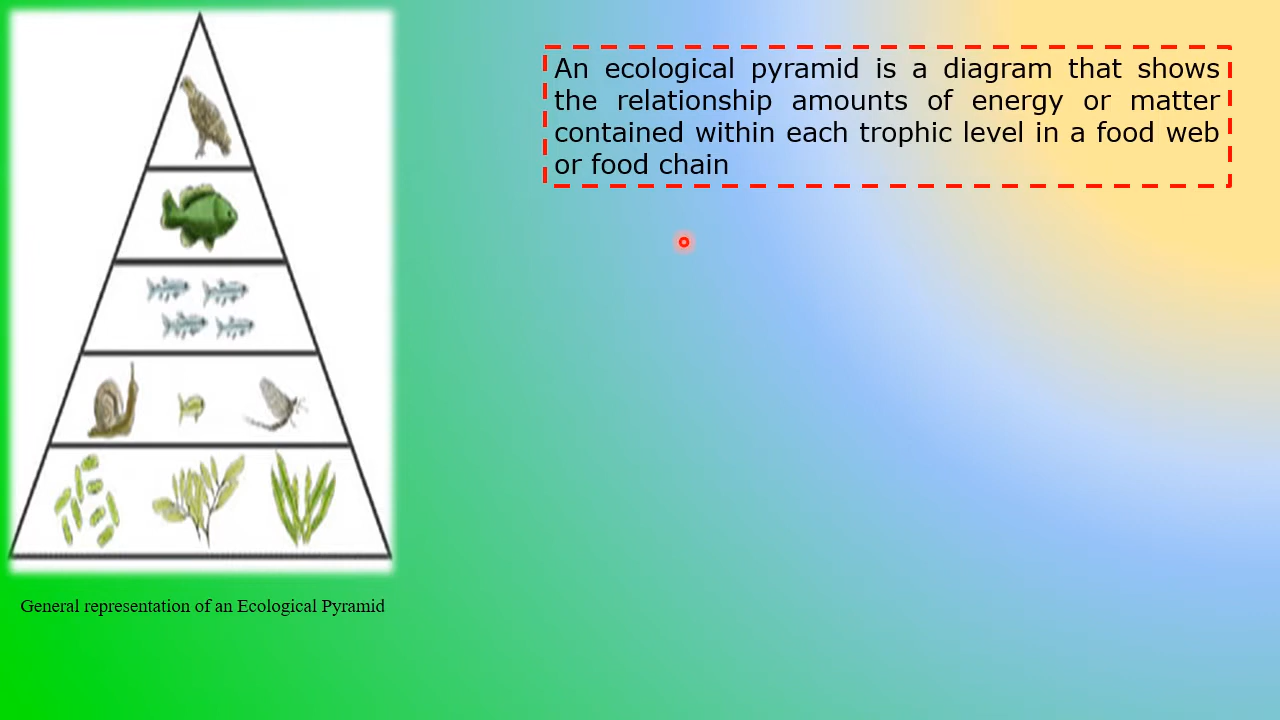 An ecological pyramid is a diagram that shows
the relationship amounts of energy or matter
contained within each trophic level in a food web
or food chain
General representation of an Ecological Pyramid